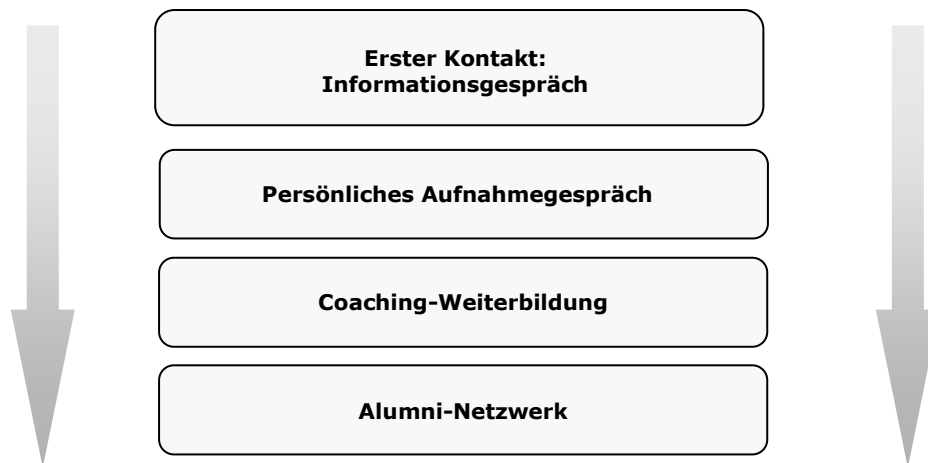 Erster Kontakt:
Informationsgespräch
Persönliches Aufnahmegespräch
Coaching-Weiterbildung
Alumni-Netzwerk